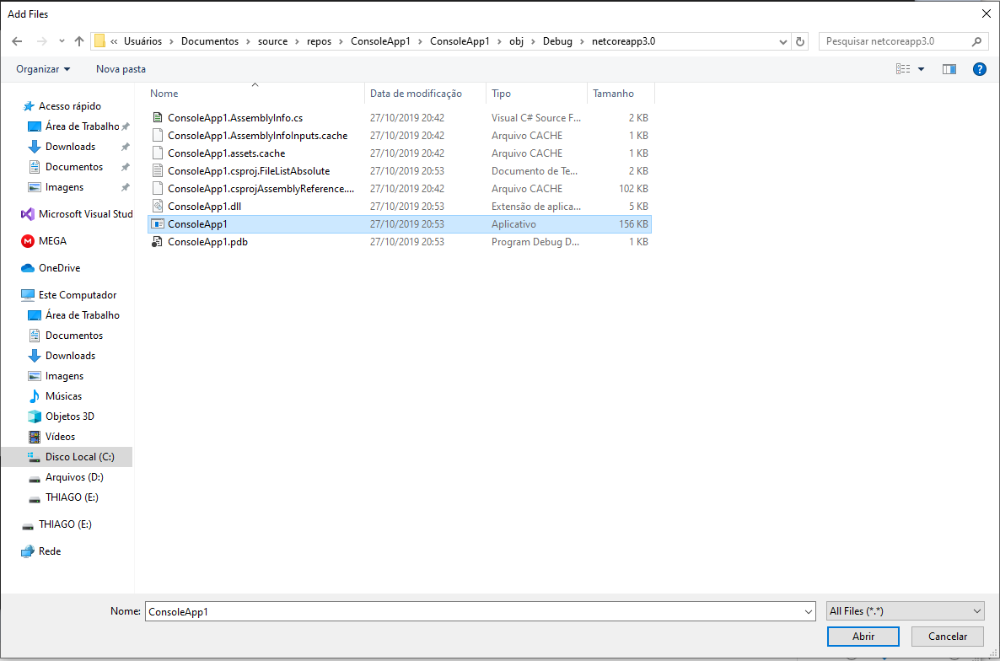 Add Files
« Usuários › Documentos › source › repos › ConsoleApp1 › ConsoleApp1 › obj › Debug › netcoreapp3.0
Pesquisar netcoreapp3.0
Organizar
Nova pasta
Nome
Data de modificação
Tipo
Tamanho
ConsoleApp1.AssemblyInfo.cs 27/10/2019 20:42 Visual C# Source F... 2 KB
ConsoleApp1.AssemblyInfoInputs.cache 27/10/2019 20:42 Arquivo CACHE 1 KB
ConsoleApp1.assets.cache 27/10/2019 20:42 Arquivo CACHE 1 KB
ConsoleApp1.csproj.FileListAbsolute 27/10/2019 20:53 Documento de Te... 2 KB
ConsoleApp1.csprojAssemblyReference.... 27/10/2019 20:42 Arquivo CACHE 102 KB
ConsoleApp1.dll 27/10/2019 20:53 Extensão de aplica... 5 KB
ConsoleApp1 27/10/2019 20:53 Aplicativo 156 KB
ConsoleApp1.pdb 27/10/2019 20:53 Program Debug D... 1 KB
Acesso rápido
Área de Trabalho
Downloads
Documentos
Imagens
Microsoft Visual Stud
MEGA
OneDrive
Este Computador
Área de Trabalho
Documentos
Downloads
Imagens
Músicas
Objetos 3D
Vídeos
Disco Local (C:)
Arquivos (D:)
THIAGO (E:)
THIAGO (E:)
Rede
Nome: ConsoleApp1
All Files (*.*)
Abrir
Cancelar